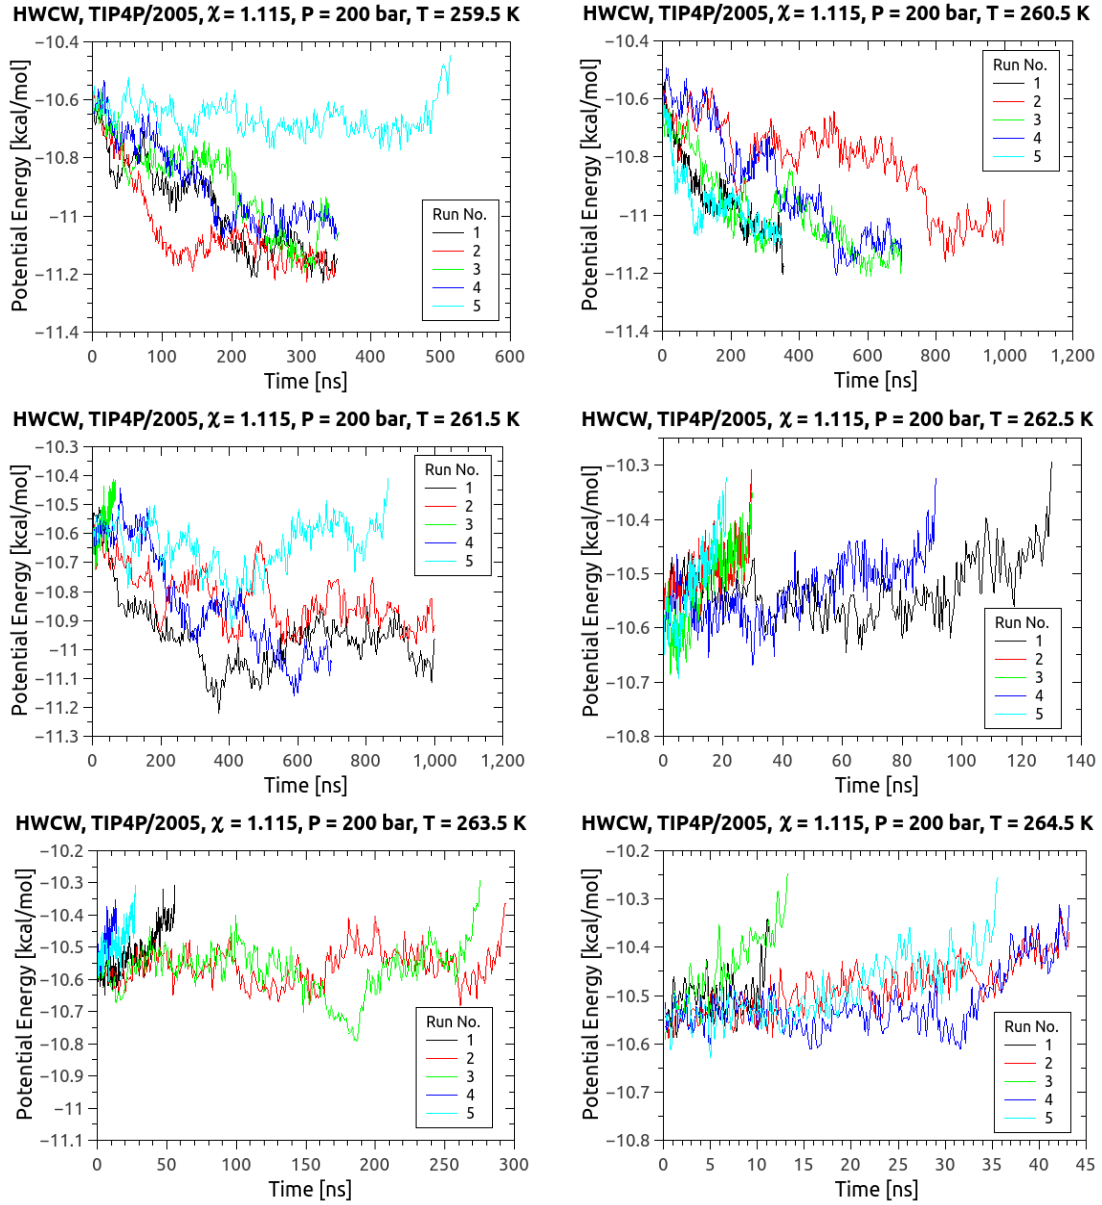 HWCW, TIP4P/2005, χ = 1.115, P = 200 bar, T = 259.5 K
Potential Energy [kcal/mol]
−10.4
−10.6
−10.8
−11
−11.2
−11.4
Run No.
1
2
3
4
5
0 100 200 300 400 500 600
Time [ns]
HWCW, TIP4P/2005, χ = 1.115, P = 200 bar, T = 260.5 K
Potential Energy [kcal/mol]
−10.4
−10.6
−10.8
−11
−11.2
−11.4
Run No.
1
2
3
4
5
0 200 400 600 800 1,000 1,200
Time [ns]
HWCW, TIP4P/2005, χ = 1.115, P = 200 bar, T = 261.5 K
Potential Energy [kcal/mol]
−10.3
−10.4
−10.5
−10.6
−10.7
−10.8
−10.9
−11.0
−11.1
−11.2
−11.3
Run No.
1
2
3
4
5
0 200 400 600 800 1,000 1,200
Time [ns]
HWCW, TIP4P/2005, χ = 1.115, P = 200 bar, T = 262.5 K
Potential Energy [kcal/mol]
−10.3
−10.4
−10.5
−10.6
−10.7
−10.8
Run No.
1
2
3
4
5
0 20 40 60 80 100 120 140
Time [ns]
HWCW, TIP4P/2005, χ = 1.115, P = 200 bar, T = 263.5 K
Potential Energy [kcal/mol]
−10.2
−10.3
−10.4
−10.5
−10.6
−10.7
−10.8
−10.9
−11
−11.1
Run No.
1
2
3
4
5
0 50 100 150 200 250 300
Time [ns]
HWCW, TIP4P/2005, χ = 1.115, P = 200 bar, T = 264.5 K
Potential Energy [kcal/mol]
−10.2
−10.4
−10.5
−10.6
−10.8
Run No.
1
2
3
4
5
0 5 10 15 20 25 30 35 40 45
Time [ns]